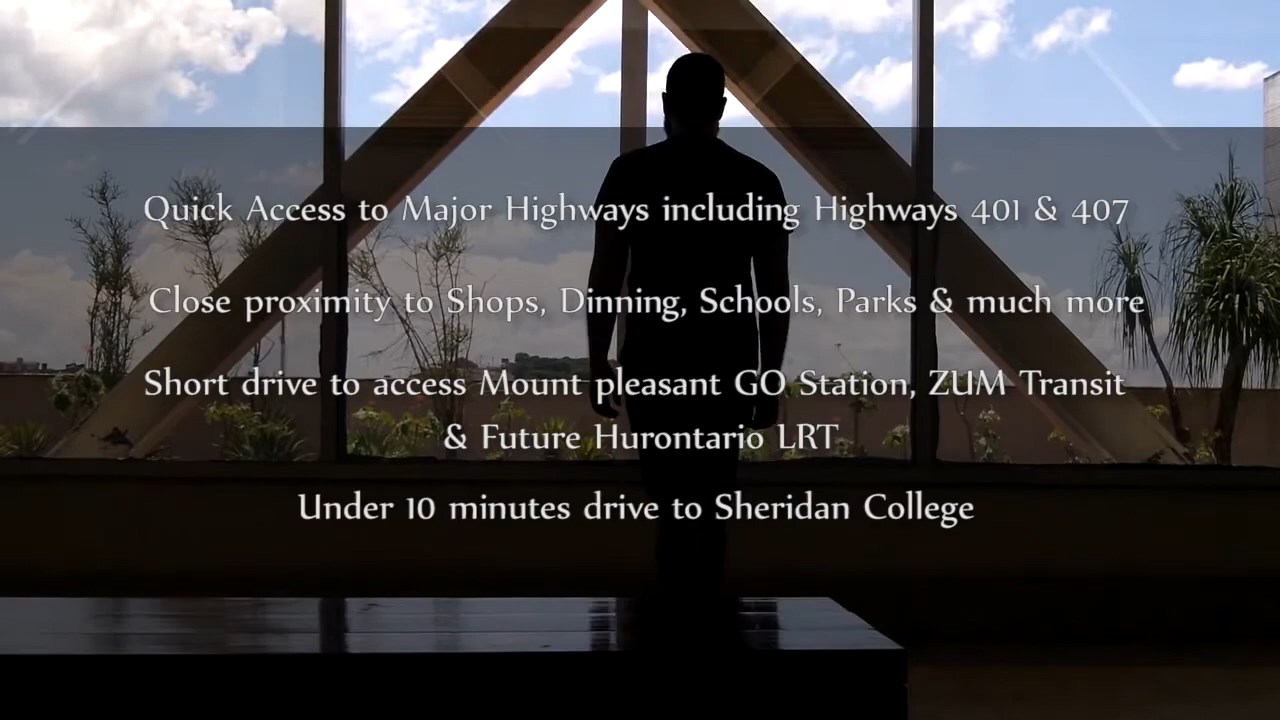 Quick Access to Major Highways including Highways 401 & 407
Close proximity to Shops, Dinning, Schools, Parks & much more
Short drive to access Mount pleasant GO Station, ZUM Transit
& Future Hurontario LRT
Under 10 minutes drive to Sheridan College